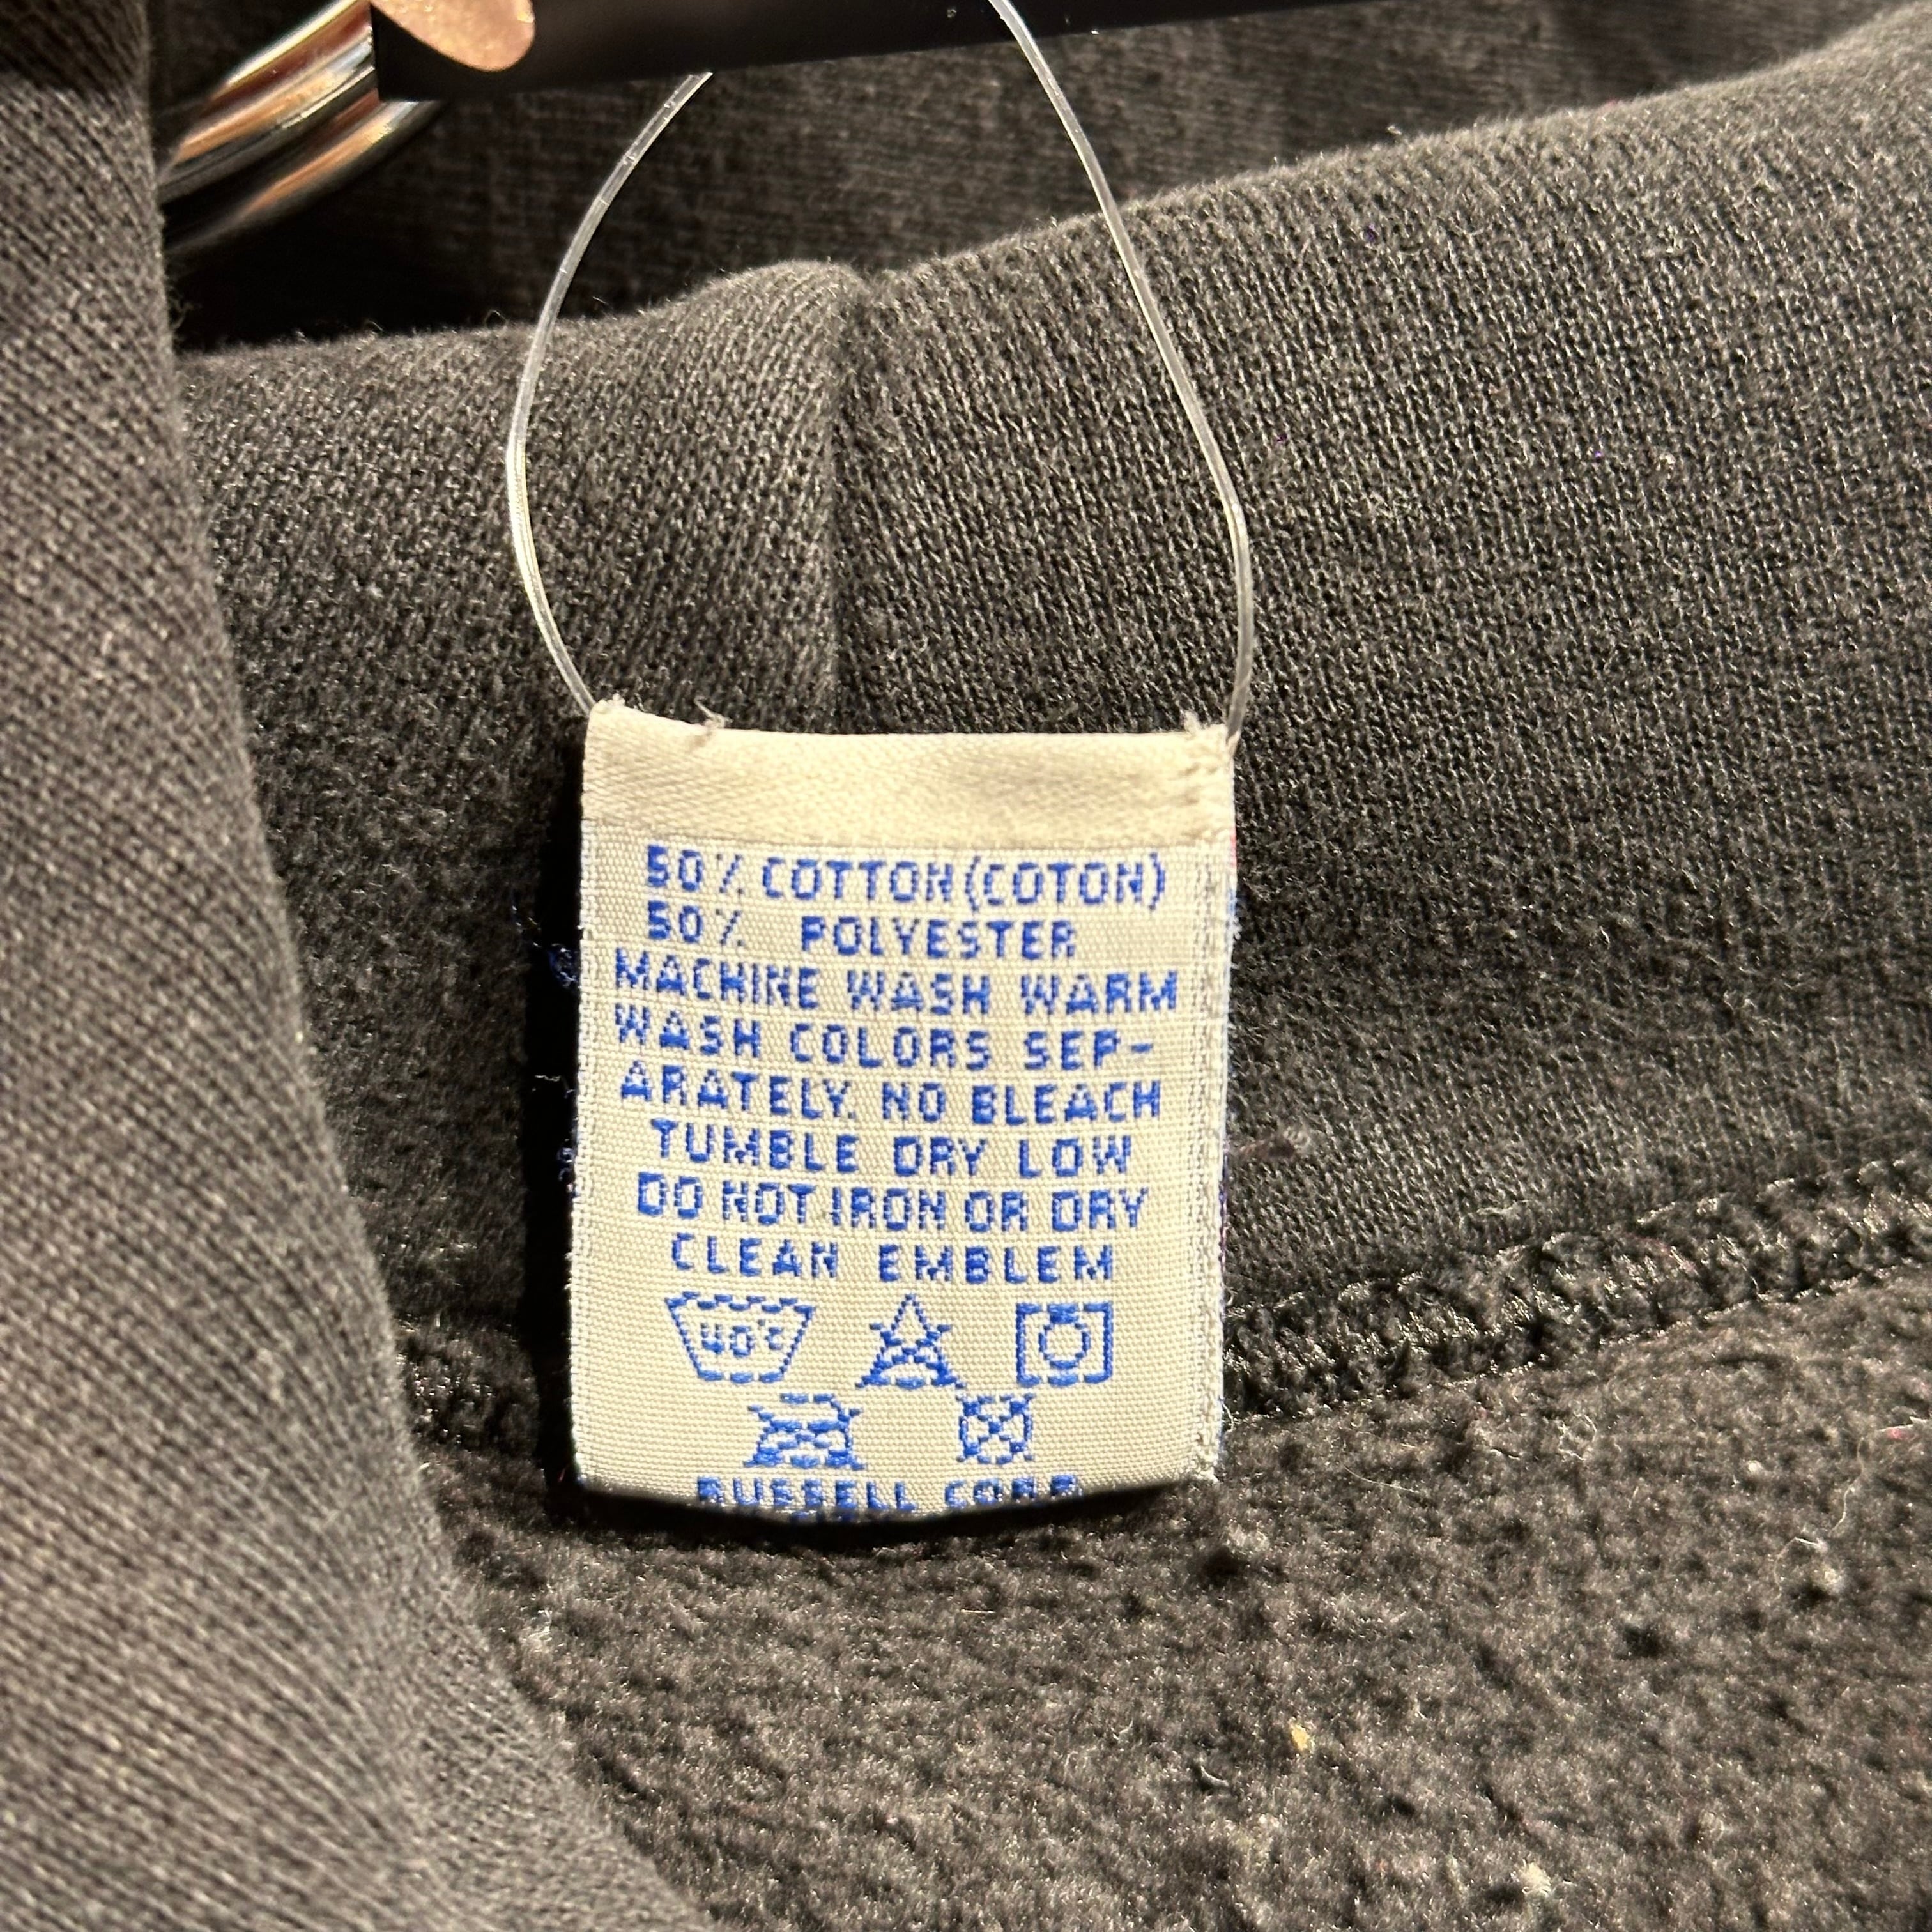 50% COTTON(COTON)
50% POLYESTER
MACHINE WASH WARM
WASH COLORS SEP-
ARATELY. NO BLEACH
TUMBLE DRY LOW
DO NOT IRON OR DRY
CLEAN EMBLEM
40°C
RUSSELL CORP